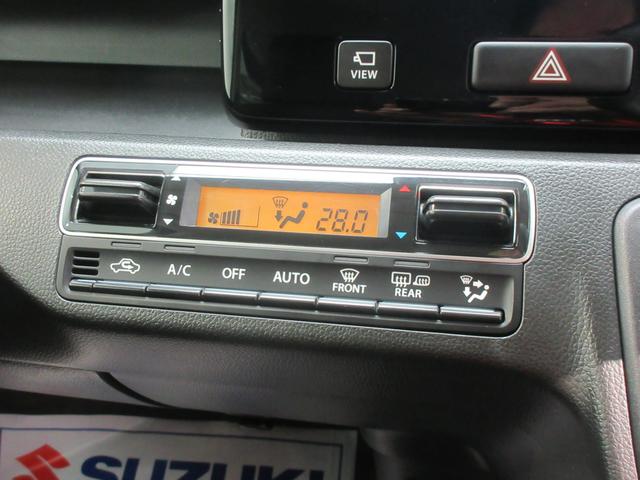 VIEW
28.0
A/C
OFF
AUTO
FRONT
REAR
SUZUKI